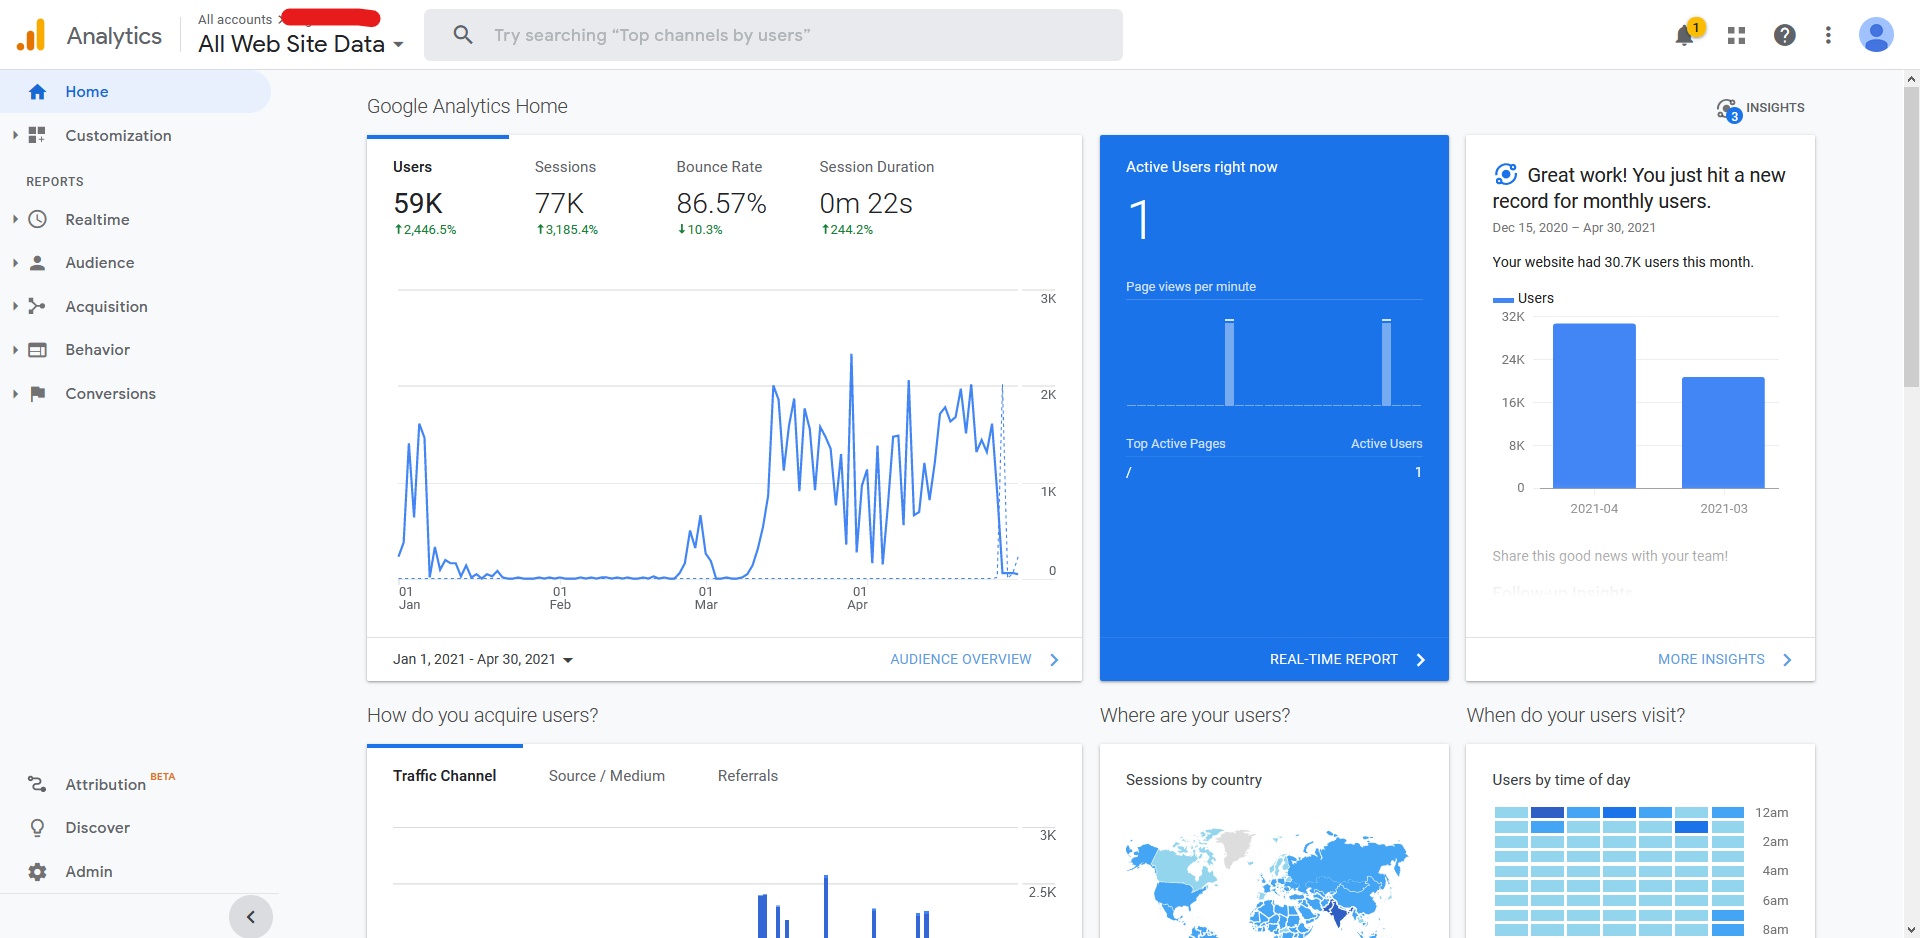 Analytics
All accounts >
All Web Site Data
Try searching “Top channels by users”
1
Home
Customization
REPORTS
Realtime
Audience
Acquisition
Behavior
Conversions
Attribution BETA
Discover
Admin
Google Analytics Home
3 INSIGHTS
Users Sessions Bounce Rate Session Duration
59K 77K 86.57% 0m 22s
2,446.5% 3,185.4% 10.3% 244.2%
3K
2K
1K
0
01 01 01 01
Jan Feb Mar Apr
Jan 1, 2021 - Apr 30, 2021 AUDIENCE OVERVIEW
Active Users right now
1
Page views per minute
Top Active Pages Active Users
/ 1
REAL-TIME REPORT
Great work! You just hit a new
record for monthly users.
Dec 15, 2020 – Apr 30, 2021
Your website had 30.7K users this month.
Users
32K
24K
16K
8K
0
2021-04 2021-03
Share this good news with your team!
Follow-up Insights
MORE INSIGHTS
How do you acquire users?
Traffic Channel Source / Medium Referrals
3K
2.5K
Where are your users?
Sessions by country
When do your users visit?
Users by time of day
12am
2am
4am
6am
8am